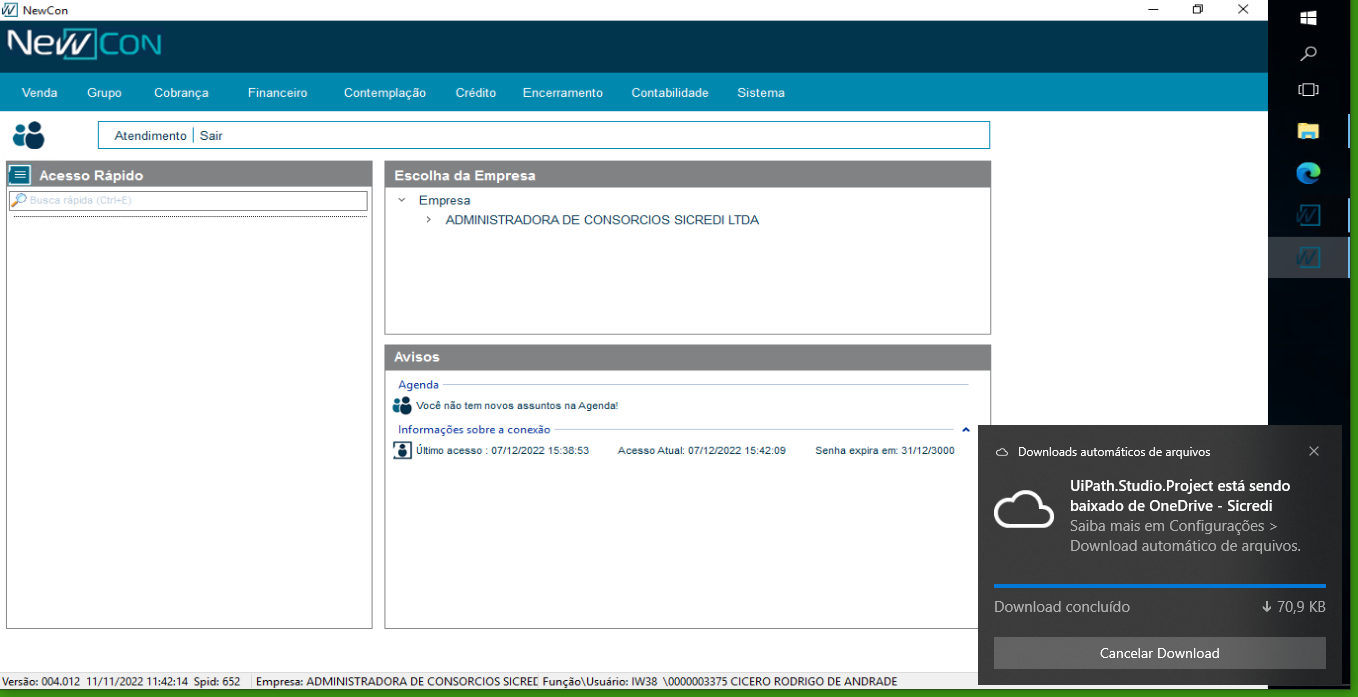 NewCon
NewCon
Venda Grupo Cobrança Financeiro Contemplação Crédito Encerramento Contabilidade Sistema
Atendimento | Sair
Acesso Rápido
Busca rápida (Ctrl+E)
Escolha da Empresa
Empresa
ADMINISTRADORA DE CONSORCIOS SICREDI LTDA
Avisos
Agenda
Você não tem novos assuntos na Agenda!
Informações sobre a conexão
Último acesso : 07/12/2022 15:38:53 Acesso Atual: 07/12/2022 15:42:09 Senha expira em: 31/12/3000
Downloads automáticos de arquivos
UiPath.Studio.Project está sendo
baixado de OneDrive - Sicredi
Saiba mais em Configurações >
Download automático de arquivos.
Download concluído 70,9 KB
Cancelar Download
Versão: 004.012 11/11/2022 11:42:14 Spid: 652 Empresa: ADMINISTRADORA DE CONSORCIOS SICREE Função\Usuário: IW38 \0000003375 CICERO RODRIGO DE ANDRADE